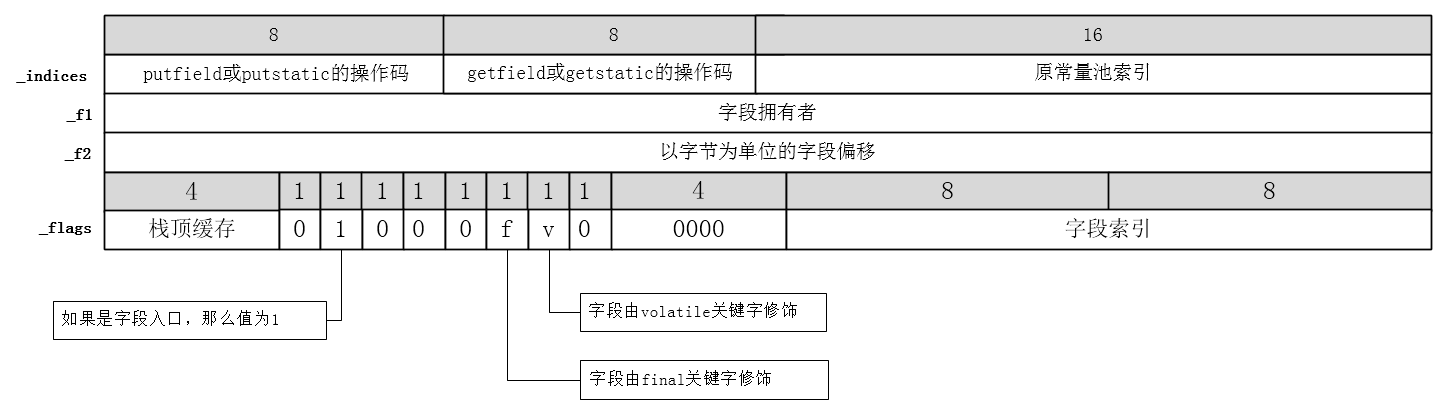 8 8 16
_indices putfield或putstatic的操作码 getfield或getstatic的操作码 原常量池索引
_f1 字段拥有者
_f2 以字节为单位的字段偏移
4 1 1 1 1 1 1 1 1 4 8 8
_flags 栈顶缓存 0 1 0 0 0 f v 0 0000 字段索引
如果是字段入口，那么值为1
字段由volatile关键字修饰
字段由final关键字修饰